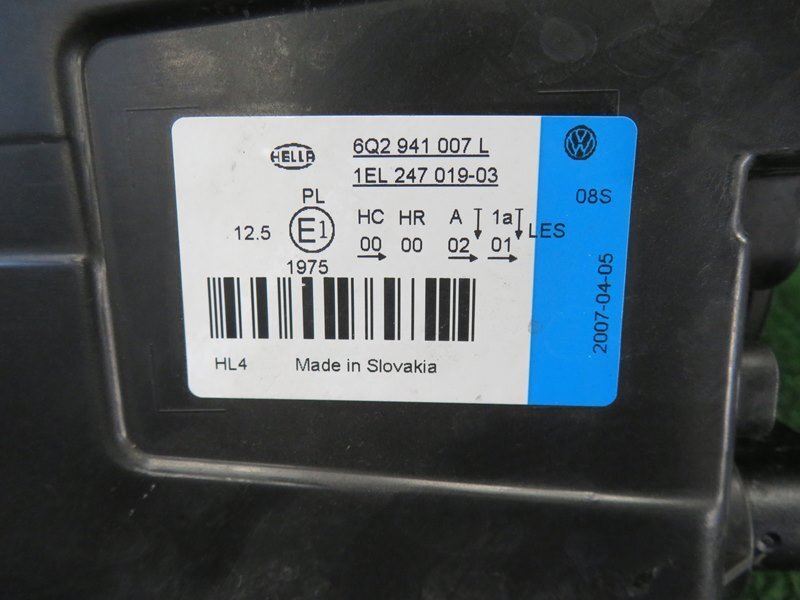 HELLA
6Q2 941 007 L
1EL 247 019-03
PL
HC HR A 1a
12.5 E1 00 00 02 01 LES
1975
HL4 Made in Slovakia
08S
2007-04-05